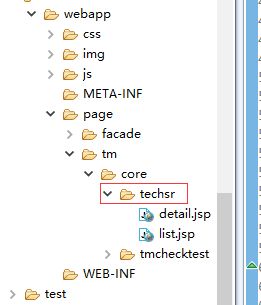 webapp
css
img
js
META-INF
page
facade
tm
core
techsr
detail.jsp
list.jsp
tmchecktest
WEB-INF
test